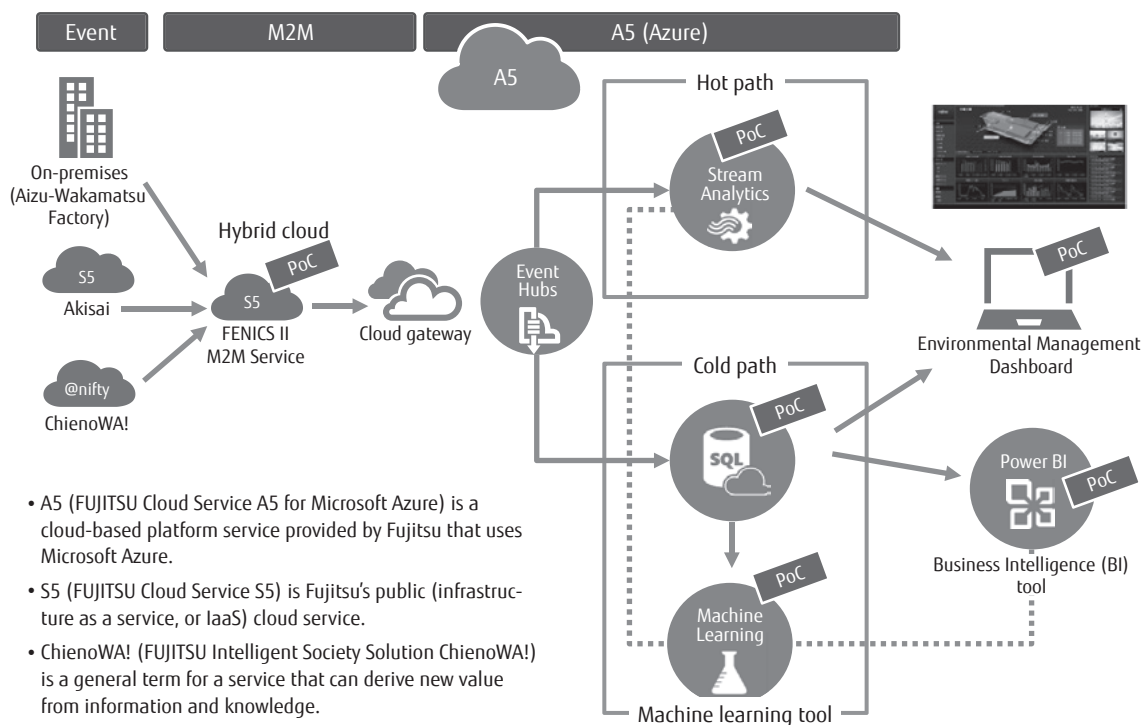 Event
M2M
A5 (Azure)
A5
Hot path
PoC
Stream
Analytics
On-premises
(Aizu-Wakamatsu
Factory)
Hybrid cloud
PoC
S5
Akisai
S5
FENICS II
M2M Service
Cloud gateway
Event
Hubs
PoC
Environmental Management
Dashboard
@nifty
ChienoWA!
Cold path
PoC
SQL
Power BI
PoC
Business Intelligence (BI)
tool
PoC
Machine
Learning
Machine learning tool
• A5 (FUJITSU Cloud Service A5 for Microsoft Azure) is a
cloud-based platform service provided by Fujitsu that uses
Microsoft Azure.
• S5 (FUJITSU Cloud Service S5) is Fujitsu's public (infrastruc-
ture as a service, or IaaS) cloud service.
• ChienoWA! (FUJITSU Intelligent Society Solution ChienoWA!)
is a general term for a service that can derive new value
from information and knowledge.